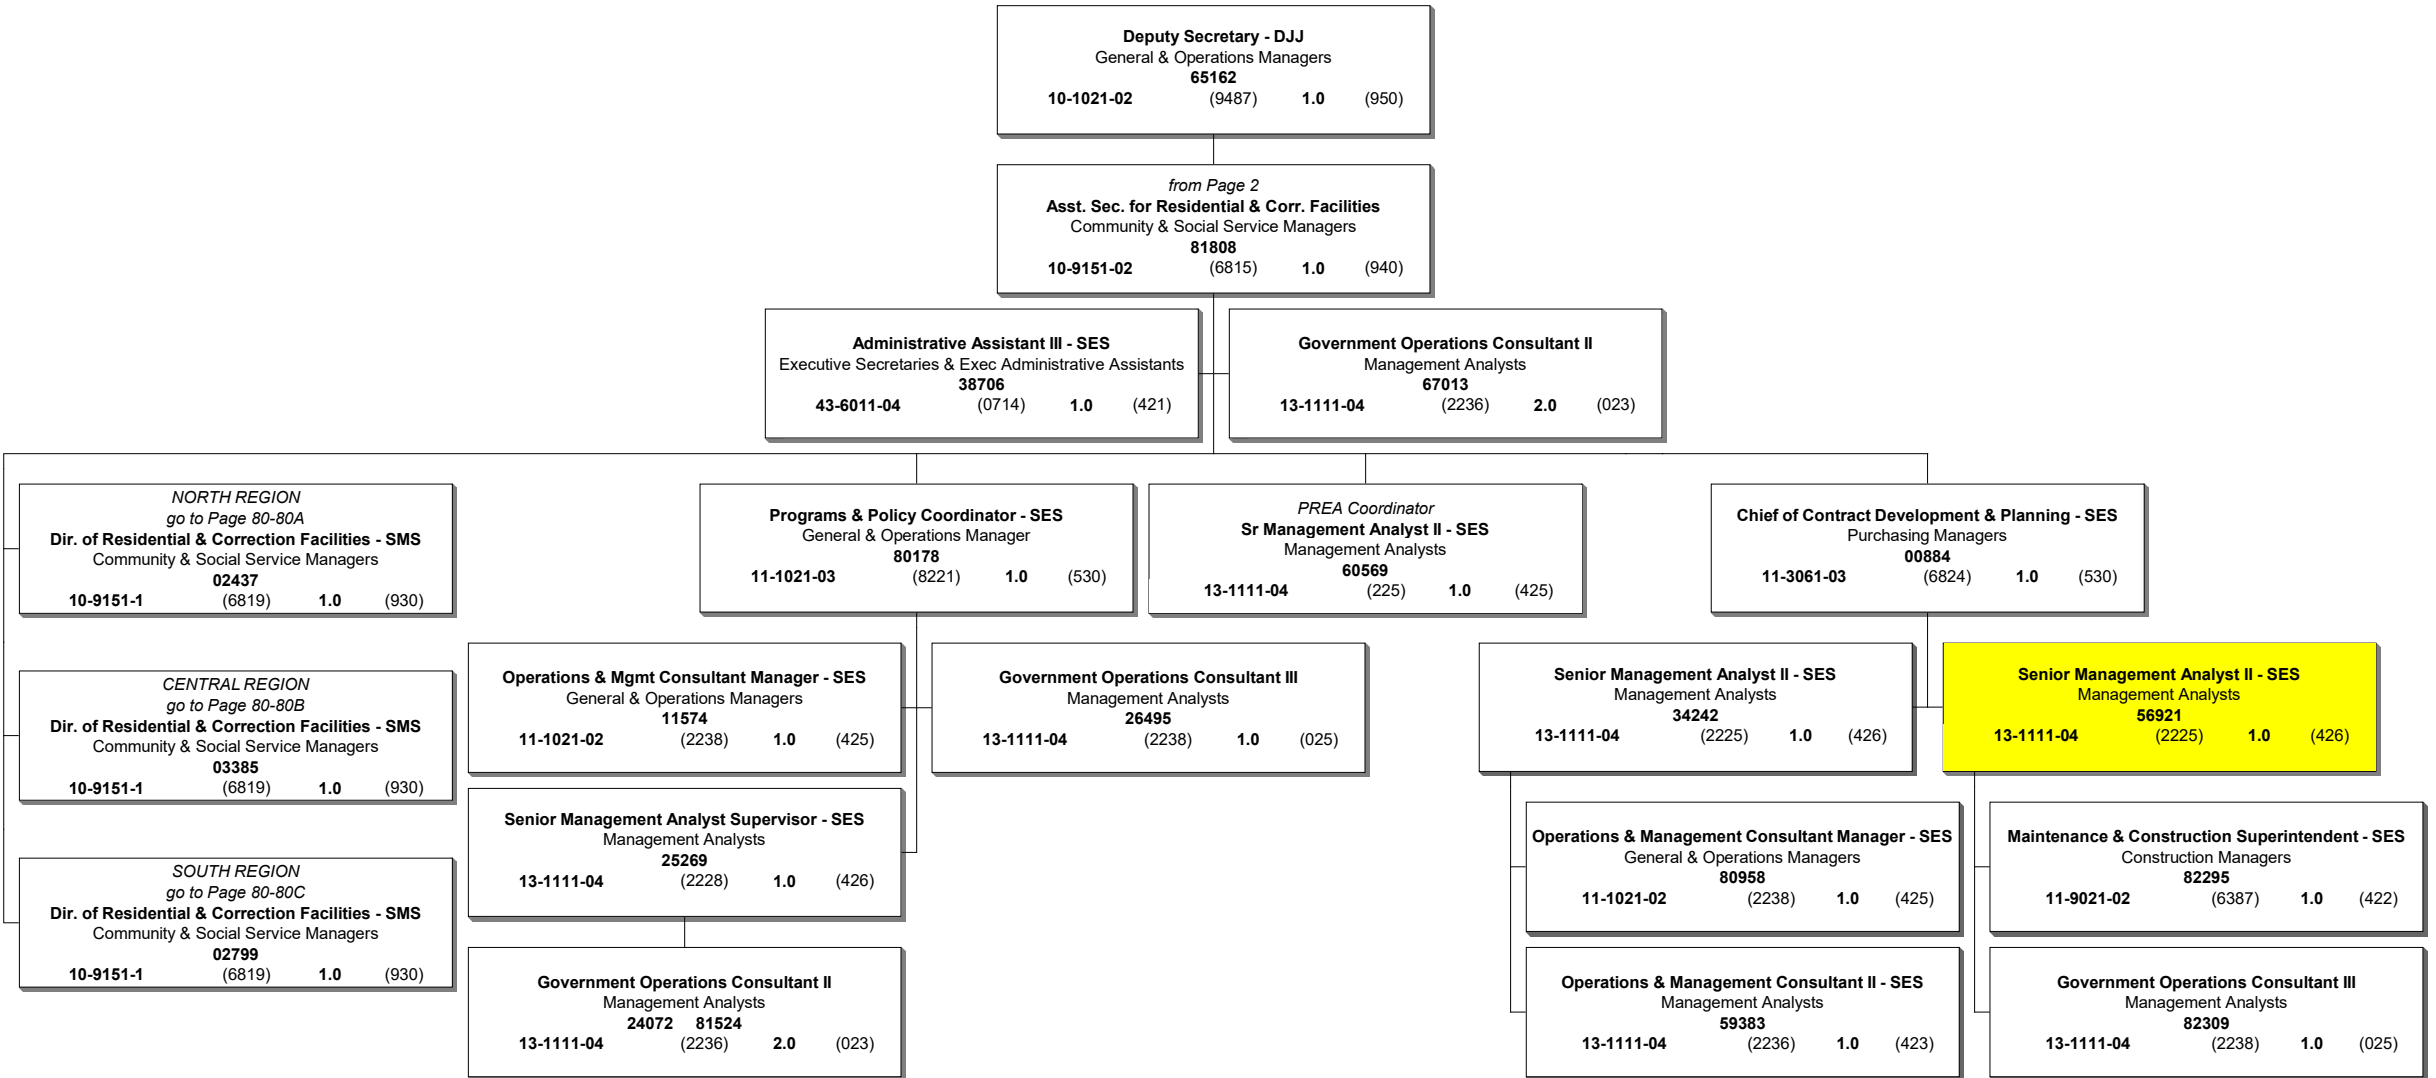 Deputy Secretary - DJJ
General & Operations Managers
65162
10-1021-02 (9487) 1.0 (950)
from Page 2
Asst. Sec. for Residential & Corr. Facilities
Community & Social Service Managers
81808
10-9151-02 (6815) 1.0 (940)
Administrative Assistant III - SES
Executive Secretaries & Exec Administrative Assistants
38706
43-6011-04 (0714) 1.0 (421)
Government Operations Consultant II
Management Analysts
67013
13-1111-04 (2236) 2.0 (023)
NORTH REGION
go to Page 80-80A
Dir. of Residential & Correction Facilities - SMS
Community & Social Service Managers
02437
10-9151-1 (6819) 1.0 (930)
CENTRAL REGION
go to Page 80-80B
Dir. of Residential & Correction Facilities - SMS
Community & Social Service Managers
03385
10-9151-1 (6819) 1.0 (930)
SOUTH REGION
go to Page 80-80C
Dir. of Residential & Correction Facilities - SMS
Community & Social Service Managers
02799
10-9151-1 (6819) 1.0 (930)
Programs & Policy Coordinator - SES
General & Operations Manager
80178
11-1021-03 (8221) 1.0 (530)
Operations & Mgmt Consultant Manager - SES
General & Operations Managers
11574
11-1021-02 (2238) 1.0 (425)
Government Operations Consultant III
Management Analysts
26495
13-1111-04 (2238) 1.0 (025)
Senior Management Analyst Supervisor - SES
Management Analysts
25269
13-1111-04 (2228) 1.0 (426)
Government Operations Consultant II
Management Analysts
24072 81524
13-1111-04 (2236) 2.0 (023)
PREA Coordinator
Sr Management Analyst II - SES
Management Analysts
60569
13-1111-04 (225) 1.0 (425)
Chief of Contract Development & Planning - SES
Purchasing Managers
00884
11-3061-03 (6824) 1.0 (530)
Senior Management Analyst II - SES
Management Analysts
34242
13-1111-04 (2225) 1.0 (426)
Operations & Management Consultant Manager - SES
General & Operations Managers
80958
11-1021-02 (2238) 1.0 (425)
Operations & Management Consultant II - SES
Management Analysts
59383
13-1111-04 (2236) 1.0 (423)
Senior Management Analyst II - SES
Management Analysts
56921
13-1111-04 (2225) 1.0 (426)
Maintenance & Construction Superintendent - SES
Construction Managers
82295
11-9021-02 (6387) 1.0 (422)
Government Operations Consultant III
Management Analysts
82309
13-1111-04 (2238) 1.0 (025)